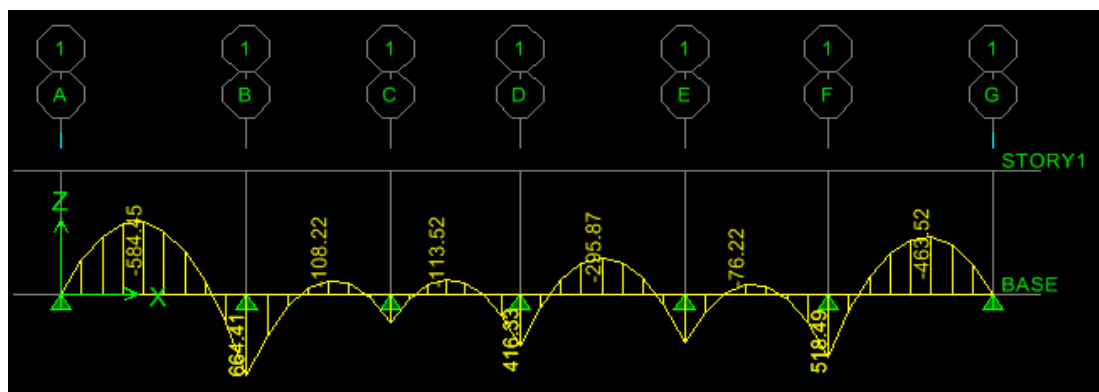 1 1 1 1 1 1 1
A B C D E F G
STORY1
Z
-584.45
-108.22
-113.52
-295.87
-76.22
-463.52
X
BASE
664.41
416.33
518.49